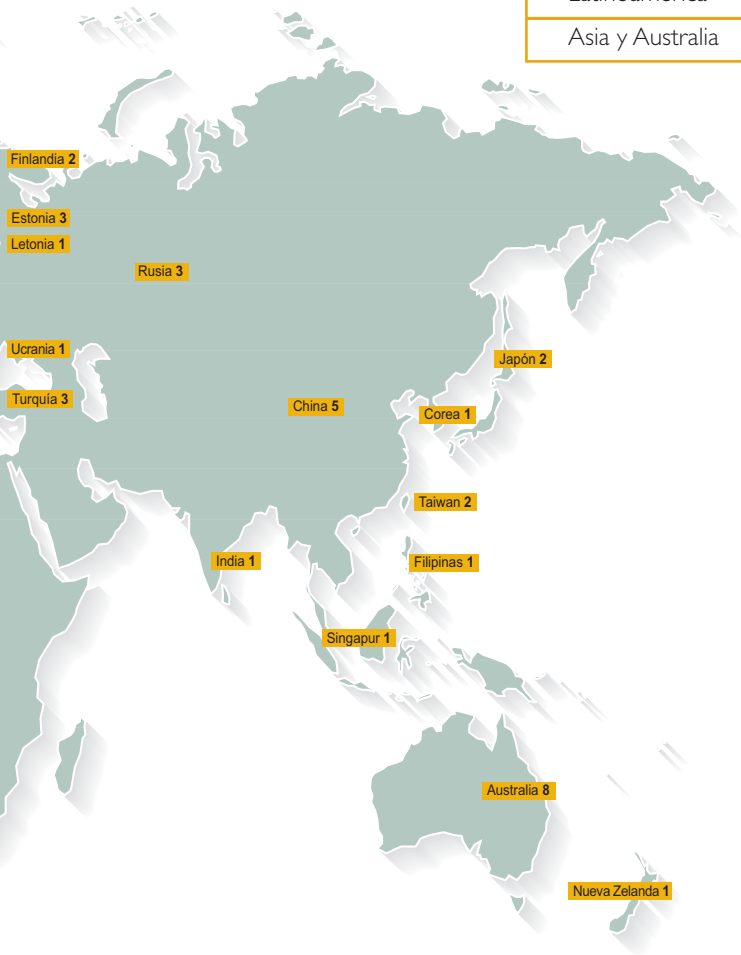 Latinoamérica
Asia y Australia
Finlandia 2
Estonia 3
Letonia 1
Rusia 3
Ucrania 1
Japón 2
Turquía 3
China 5
Corea 1
Taiwan 2
India 1
Filipinas 1
Singapur 1
Australia 8
Nueva Zelanda 1